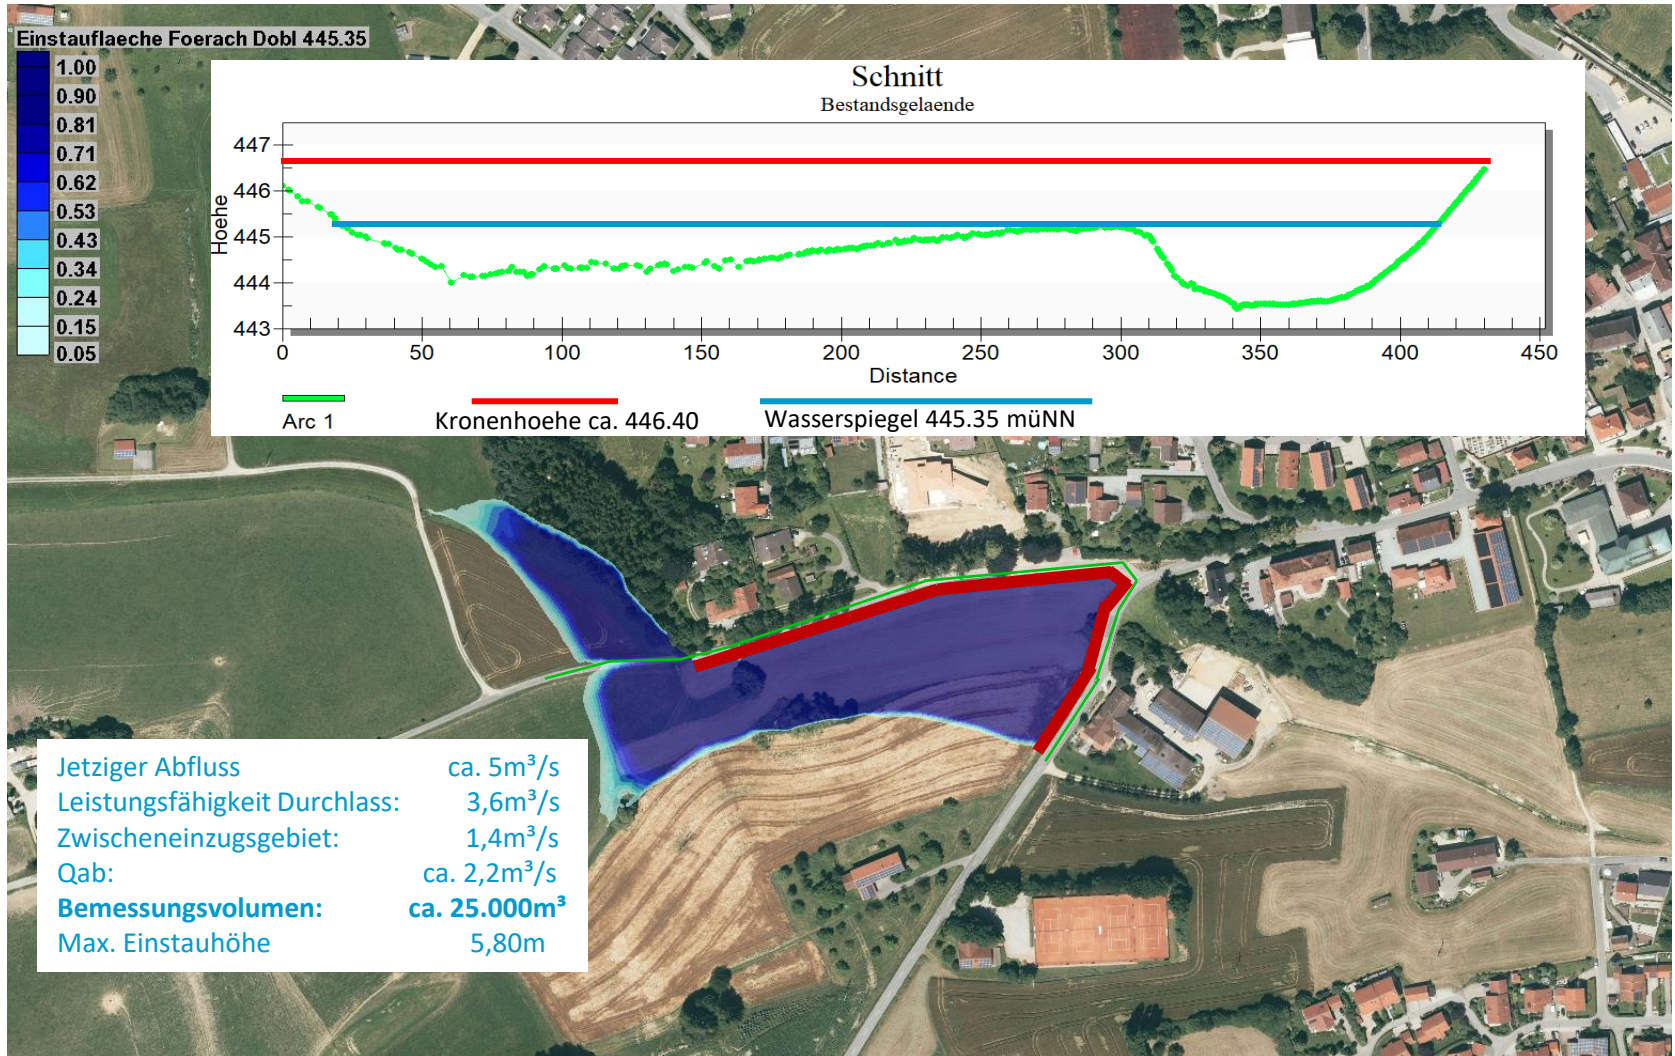 Einstauflaeche Foerach Dobl 445.35
1.00
0.90
0.81
0.71
0.62
0.53
0.43
0.34
0.24
0.15
0.05
Schnitt
Bestandsgelaende
Hoehe
447
446
445
444
443
0 50 100 150 200 250 300 350 400 450
Distance
Arc 1
Kronenhoehe ca. 446.40
Wasserspiegel 445.35 müNN
Jetziger Abfluss ca. 5m³/s
Leistungsfähigkeit Durchlass: 3,6m³/s
Zwischeneinzugsgebiet: 1,4m³/s
Qab: ca. 2,2m³/s
Bemessungsvolumen: ca. 25.000m³
Max. Einstauhöhe 5,80m